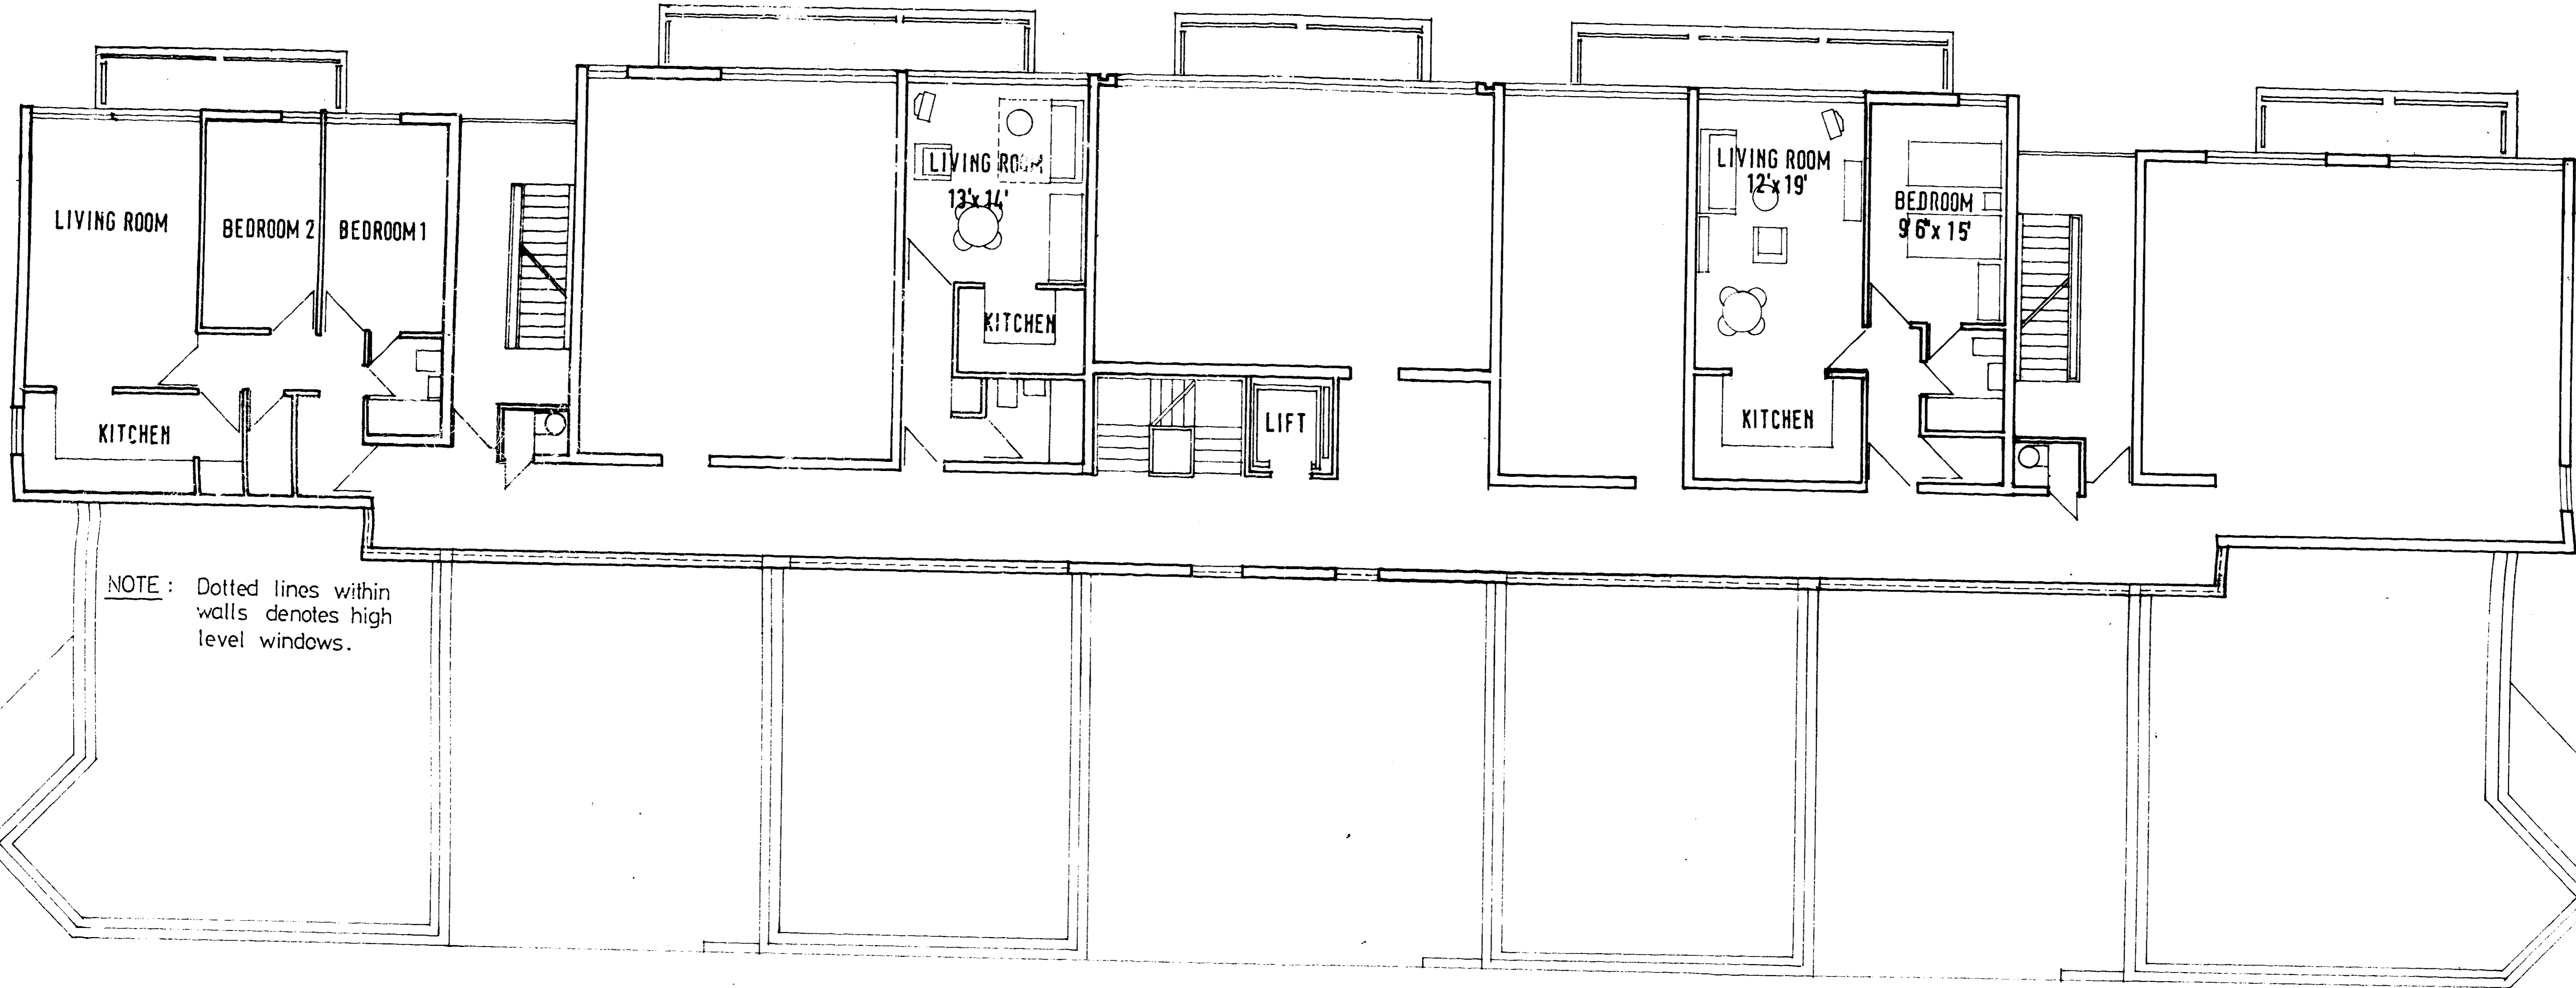 LIVING ROOM
BEDROOM 2
BEDROOM 1
KITCHEN
LIVING ROOM
13' x 14'
KITCHEN
LIFT
LIVING ROOM
12' x 19'
BEDROOM
9'6" x 15'
KITCHEN
NOTE : Dotted lines within
walls denotes high
level windows.